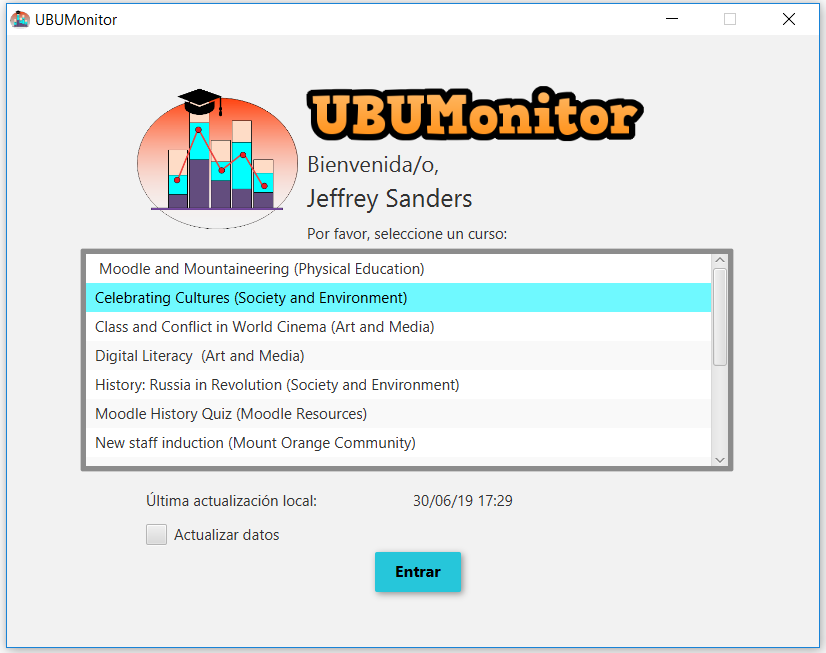 UBUMonitor
UBUMonitor
Bienvenida/o,
Jeffrey Sanders
Por favor, seleccione un curso:
Moodle and Mountaineering (Physical Education)
Celebrating Cultures (Society and Environment)
Class and Conflict in World Cinema (Art and Media)
Digital Literacy  (Art and Media)
History: Russia in Revolution (Society and Environment)
Moodle History Quiz (Moodle Resources)
New staff induction (Mount Orange Community)
Última actualización local: 30/06/19 17:29
Actualizar datos
Entrar